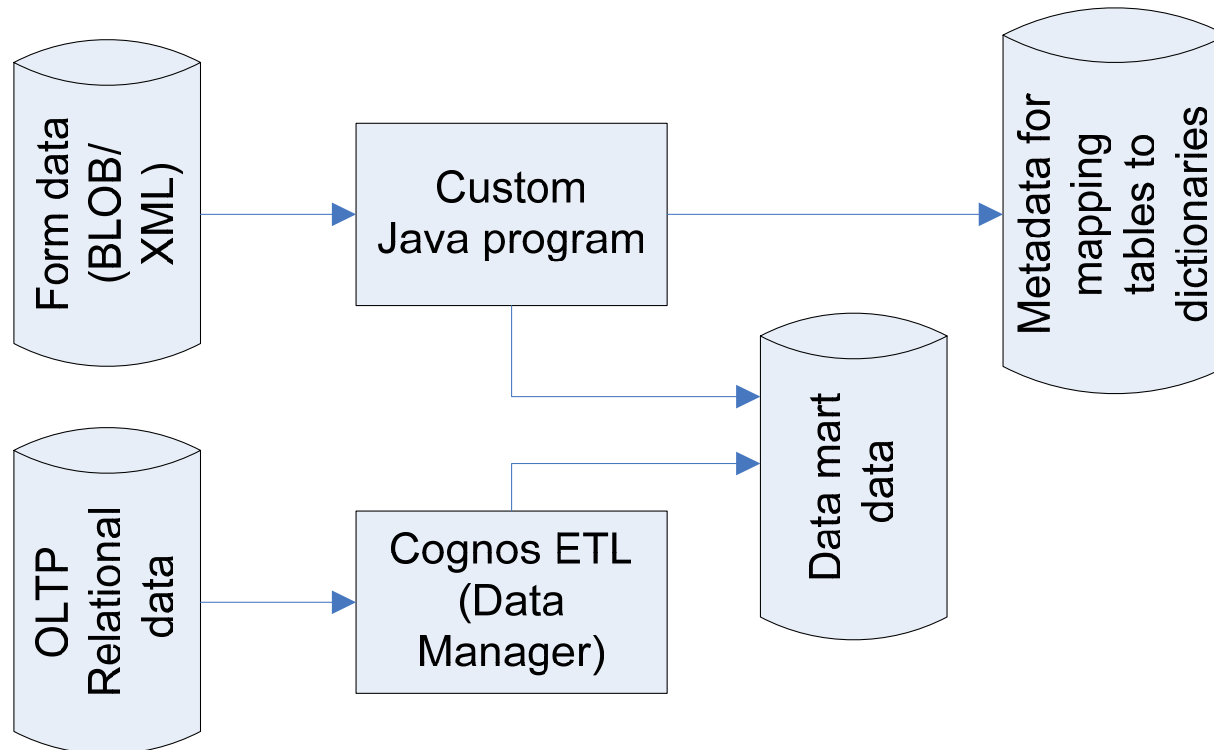 Form data
(BLOB/
XML)
Custom
Java program
Metadata for
mapping
tables to
dictionaries
Data mart
data
OLTP
Relational
data
Cognos ETL
(Data
Manager)